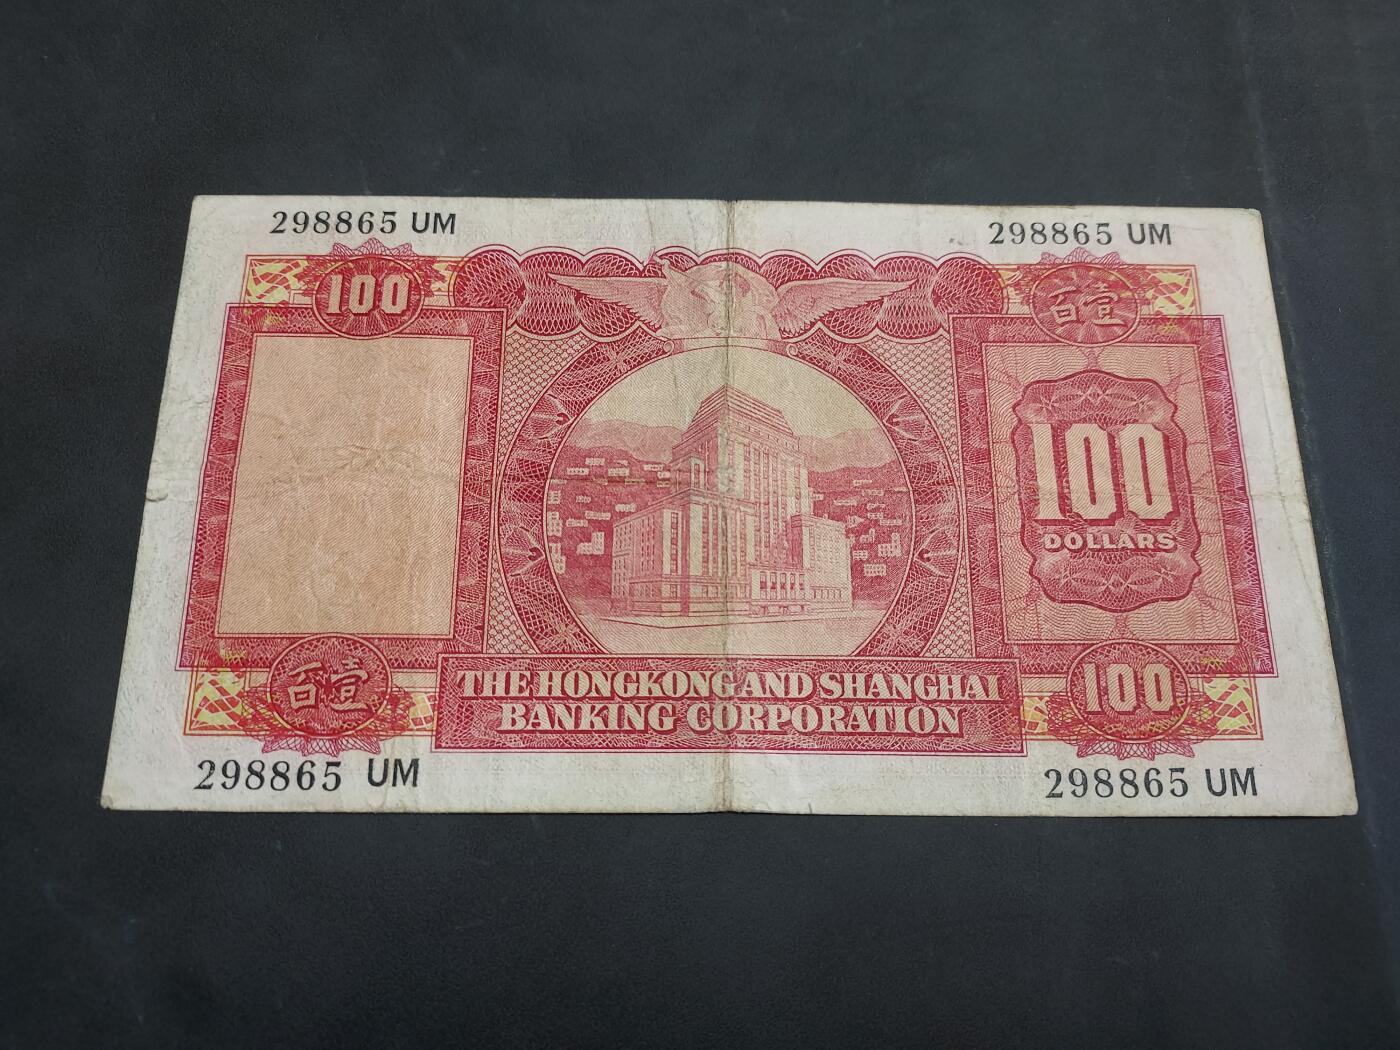 298865 UM
298865 UM
100
百壹
100
DOLLARS
百壹
100
THE HONGKONG AND SHANGHAI
BANKING CORPORATION
298865 UM
298865 UM